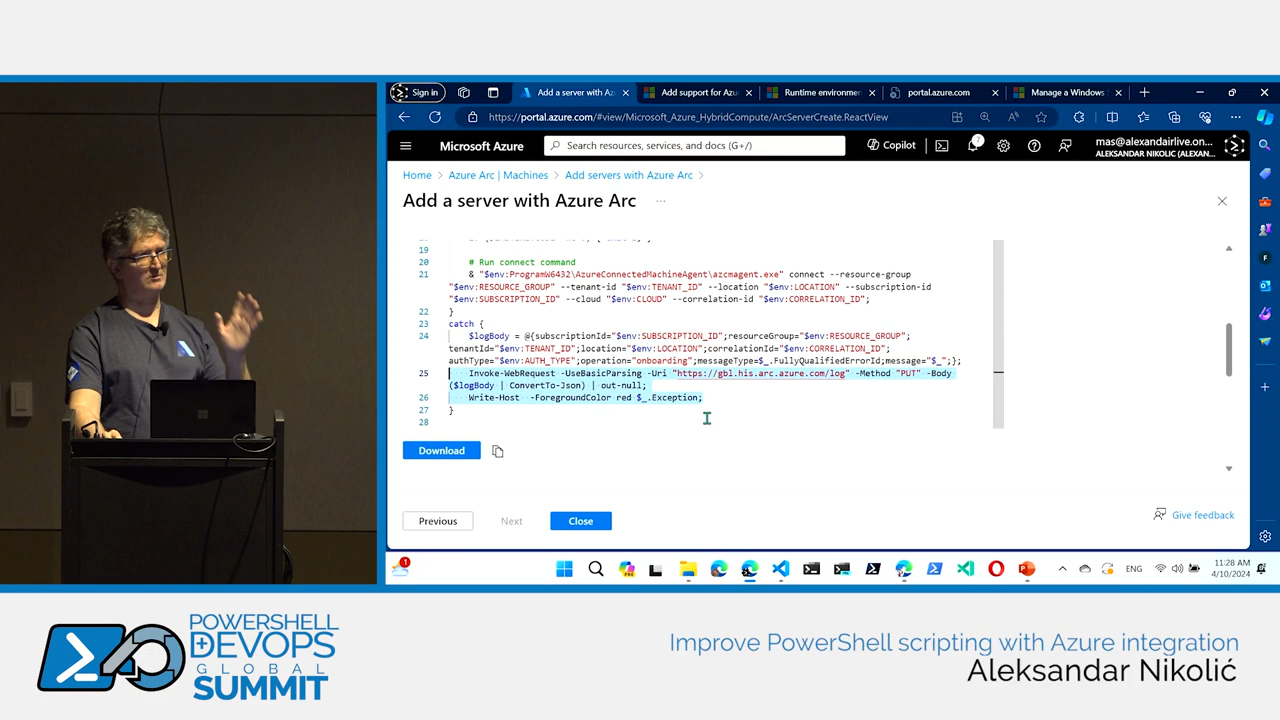 Sign in
Add a server with Az
Add support for Azur
Runtime environmen
portal.azure.com
Manage a Windows S
https://portal.azure.com/#view/Microsoft_Azure_HybridCompute/ArcServerCreate.ReactView
Microsoft Azure
Search resources, services, and docs (G+/)
Copilot
7
mas@alexandairlive.on...
ALEKSANDAR NIKOLIC (ALEXAN...
Home > Azure Arc | Machines > Add servers with Azure Arc >
Add a server with Azure Arc ...
19
20 # Run connect command
21 & "$env:ProgramW6432\AzureConnectedMachineAgent\azcmagent.exe" connect --resource-group
"$env:RESOURCE_GROUP" --tenant-id "$env:TENANT_ID" --location "$env:LOCATION" --subscription-id
"$env:SUBSCRIPTION_ID" --cloud "$env:CLOUD" --correlation-id "$env:CORRELATION_ID";
22 }
23 catch {
24 $logBody = @{subscriptionId="$env:SUBSCRIPTION_ID";resourceGroup="$env:RESOURCE_GROUP";
tenantId="$env:TENANT_ID";location="$env:LOCATION";correlationId="$env:CORRELATION_ID";
authType="$env:AUTH_TYPE";operation="onboarding";messageType=$_.FullyQualifiedErrorId;message="$_";};
25 Invoke-WebRequest -UseBasicParsing -Uri "https://gbl.his.arc.azure.com/log" -Method "PUT" -Body
($logBody | ConvertTo-Json) | out-null;
26 Write-Host -ForegroundColor red $_.Exception;
27 }
28
Download
Previous
Next
Close
Give feedback
1
ENG
11:28 AM
4/10/2024
POWERSHELL
DEVOPS
GLOBAL
SUMMIT
Improve PowerShell scripting with Azure integration
Aleksandar Nikolić